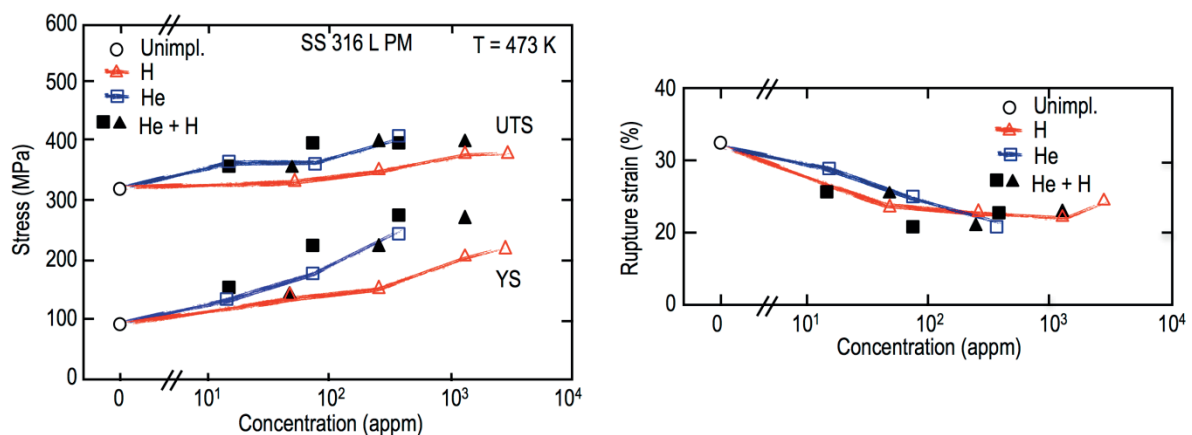 600
500
400
300
200
100
0
Stress (MPa)
SS 316 L PM
T = 473 K
Unimpl.
H
He
He + H
UTS
YS
0
10¹
10²
10³
10⁴
Concentration (appm)
40
30
20
10
0
Rupture strain (%)
Unimpl.
H
He
He + H
0
10¹
10²
10³
10⁴
Concentration (appm)